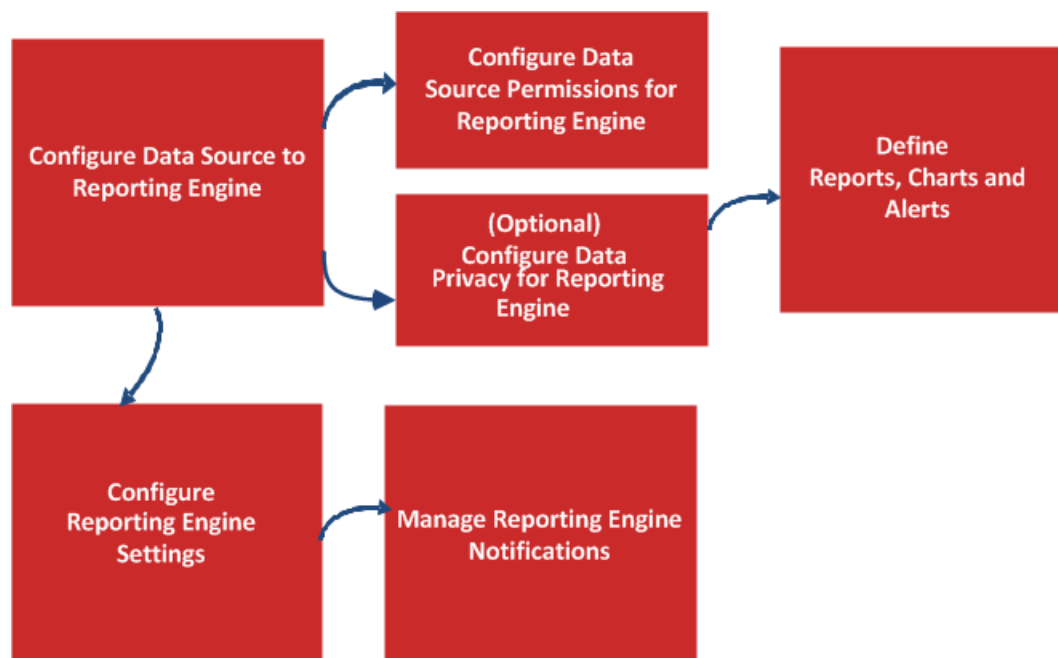 Configure Data Source to
Reporting Engine
Configure Data
Source Permissions for
Reporting Engine
(Optional)
Configure Data
Privacy for Reporting
Engine
Define
Reports, Charts and
Alerts
Configure
Reporting Engine
Settings
Manage Reporting Engine
Notifications